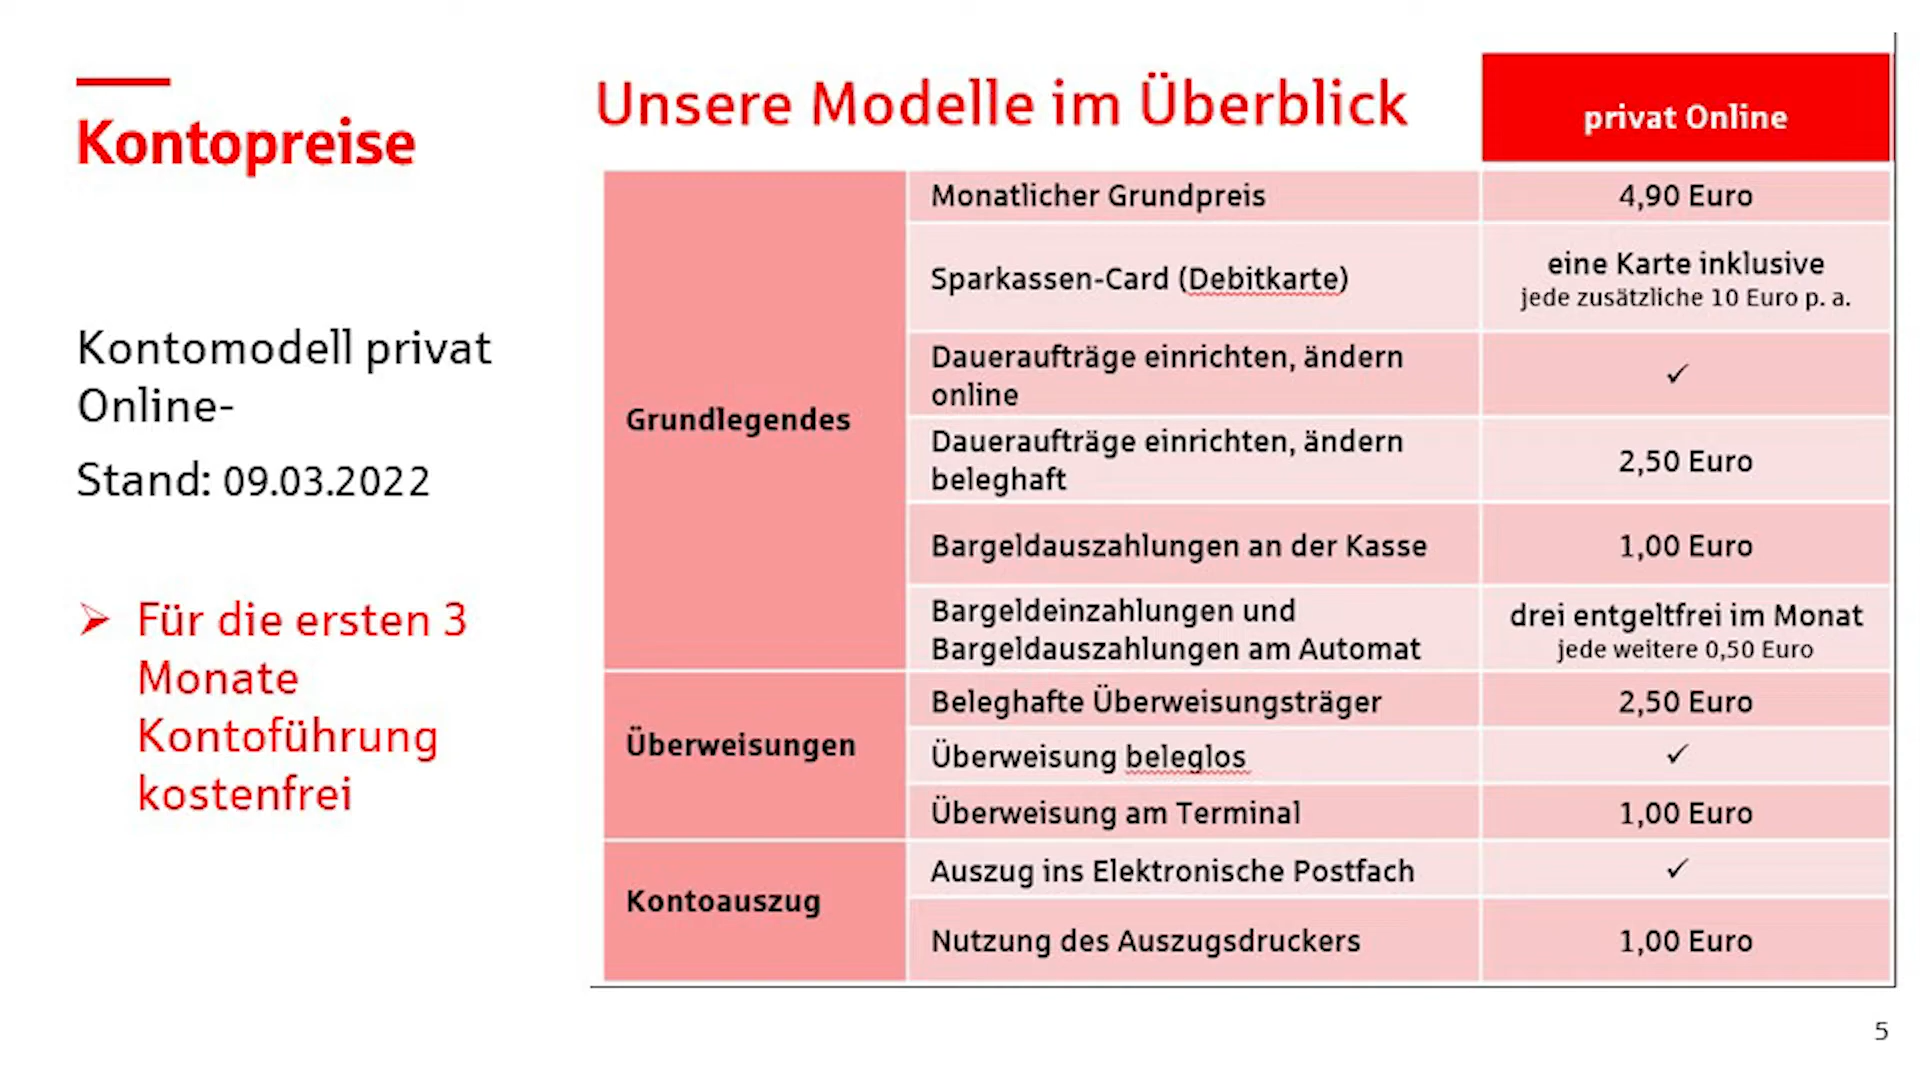 Kontopreise
Kontomodell privat
Online-
Stand: 09.03.2022
Für die ersten 3
Monate
Kontoführung
kostenfrei
Unsere Modelle im Überblick
privat Online
Grundlegendes
Monatlicher Grundpreis
4,90 Euro
Sparkassen-Card (Debitkarte)
eine Karte inklusive
jede zusätzliche 10 Euro p. a.
Daueraufträge einrichten, ändern
online
✓
Daueraufträge einrichten, ändern
beleghaft
2,50 Euro
Bargeldauszahlungen an der Kasse
1,00 Euro
Bargeldeinzahlungen und
Bargeldauszahlungen am Automat
drei entgeltfrei im Monat
jede weitere 0,50 Euro
Überweisungen
Beleghafte Überweisungsträger
2,50 Euro
Überweisung beleglos
✓
Überweisung am Terminal
1,00 Euro
Kontoauszug
Auszug ins Elektronische Postfach
✓
Nutzung des Auszugsdruckers
1,00 Euro
5